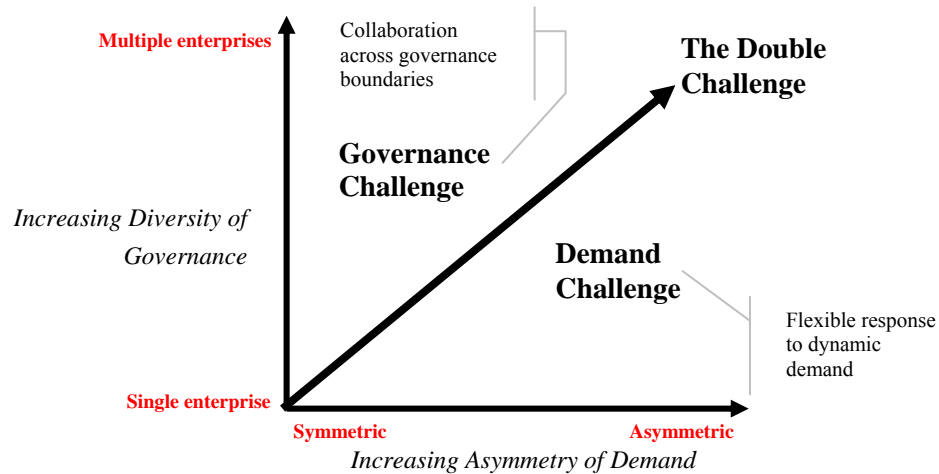 Multiple enterprises
Collaboration
across governance
boundaries
The Double
Challenge
Governance
Challenge
Increasing Diversity of
Governance
Demand
Challenge
Flexible response
to dynamic
demand
Single enterprise
Symmetric
Asymmetric
Increasing Asymmetry of Demand